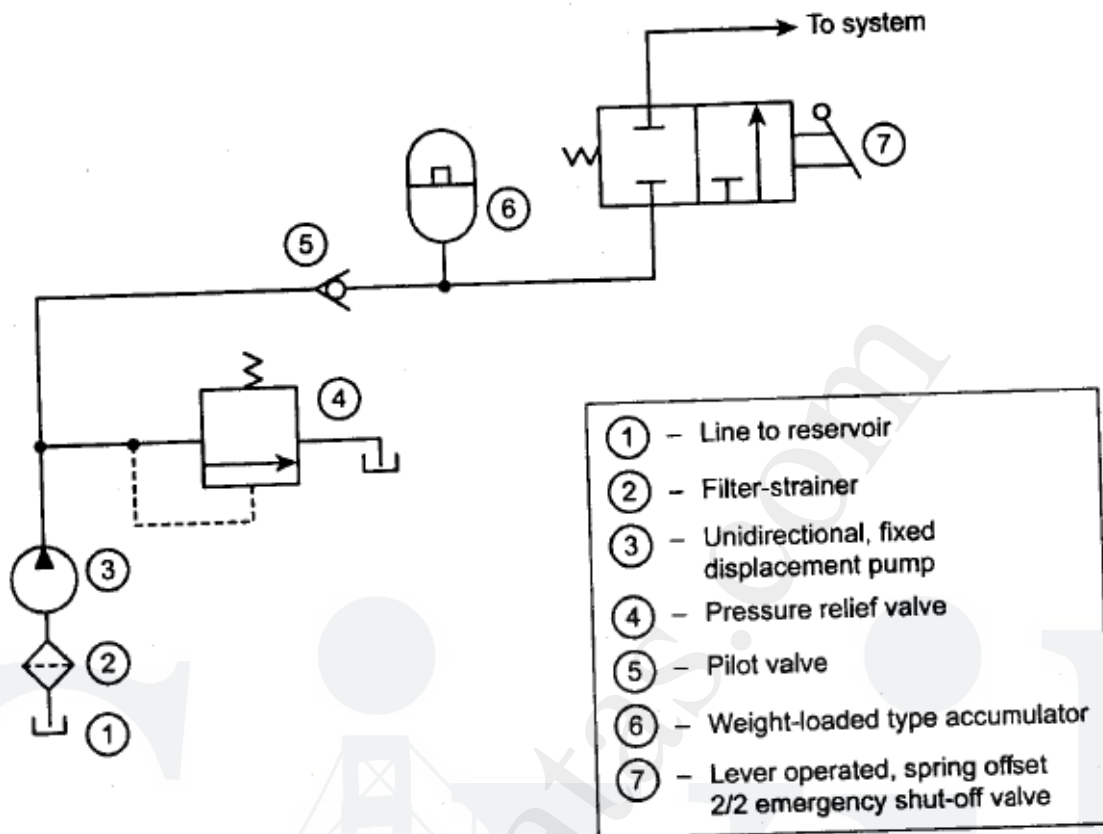 To system
7
6
5
4
3
2
1
1 – Line to reservoir
2 – Filter-strainer
3 – Unidirectional, fixed
displacement pump
4 – Pressure relief valve
5 – Pilot valve
6 – Weight-loaded type accumulator
7 – Lever operated, spring offset
2/2 emergency shut-off valve